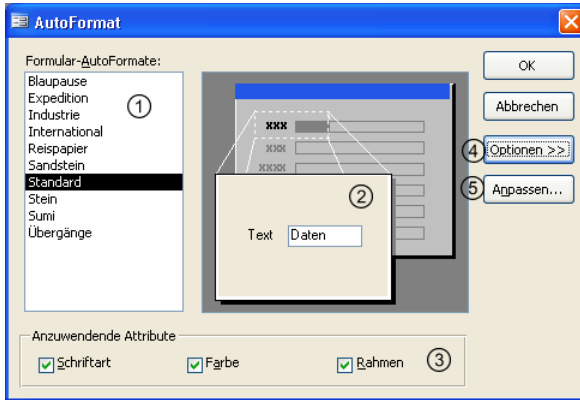 AutoFormat
Formular-AutoFormate:
Blaupause
Expedition
Industrie
International
Reispapier
Sandstein
Standard
Stein
Sumi
Übergänge
1
xxx
xxx
xxxx
2
Text Daten
OK
Abbrechen
4 Optionen >>
5 Anpassen...
Anzuwendende Attribute
Schriftart Farbe Rahmen 3